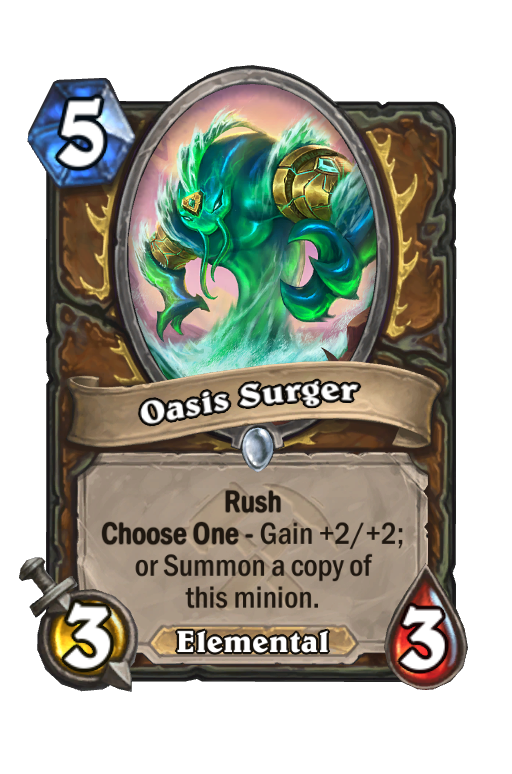 5
Oasis Surger
Rush
Choose One - Gain +2/+2;
or Summon a copy of
this minion.
3
Elemental
3